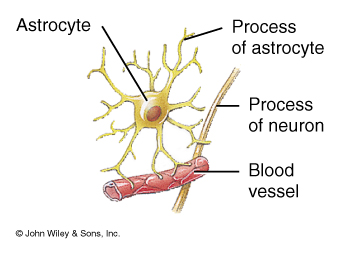 Astrocyte
Process
of astrocyte
Process
of neuron
Blood
vessel
© John Wiley & Sons, Inc.